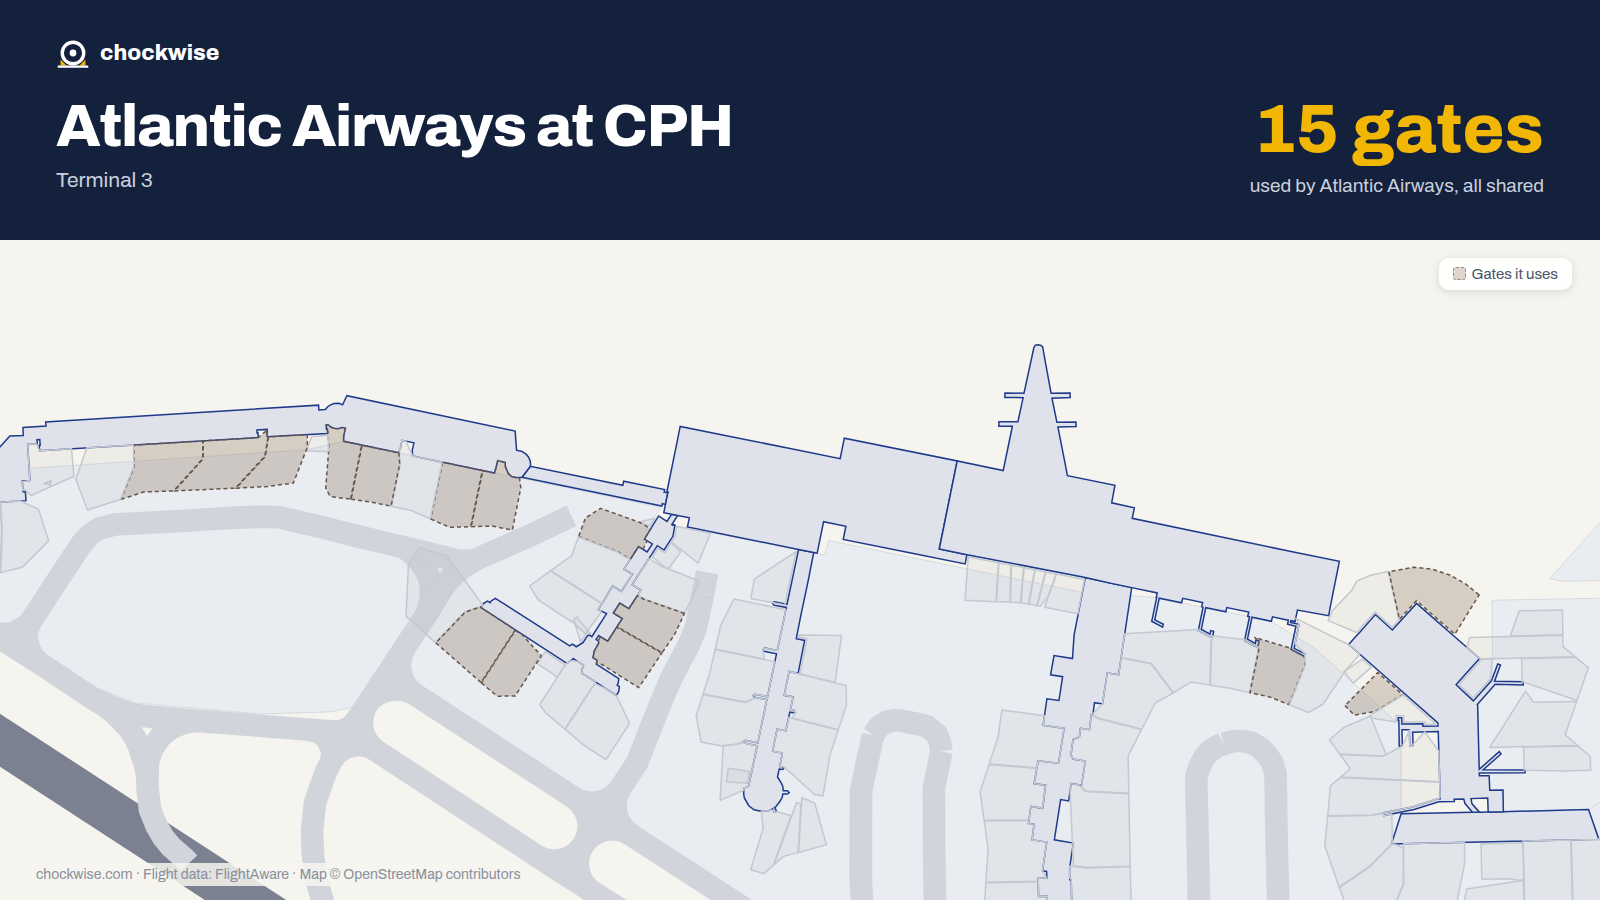 chockwise
Atlantic Airways at CPH
Terminal 3
15 gates
used by Atlantic Airways, all shared
Gates it uses
chockwise.com · Flight data: FlightAware · Map © OpenStreetMap contributors